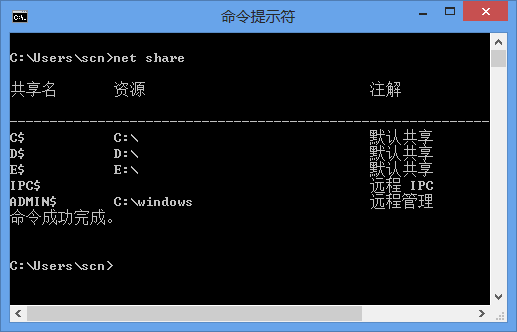 命令提示符
C:\Users\scn>net share
共享名 资源 注解
-------------------------------------------------------------------------------
C$ C:\ 默认共享
D$ D:\ 默认共享
E$ E:\ 默认共享
IPC$ 远程 IPC
ADMIN$ C:\windows 远程管理
命令成功完成。
C:\Users\scn>